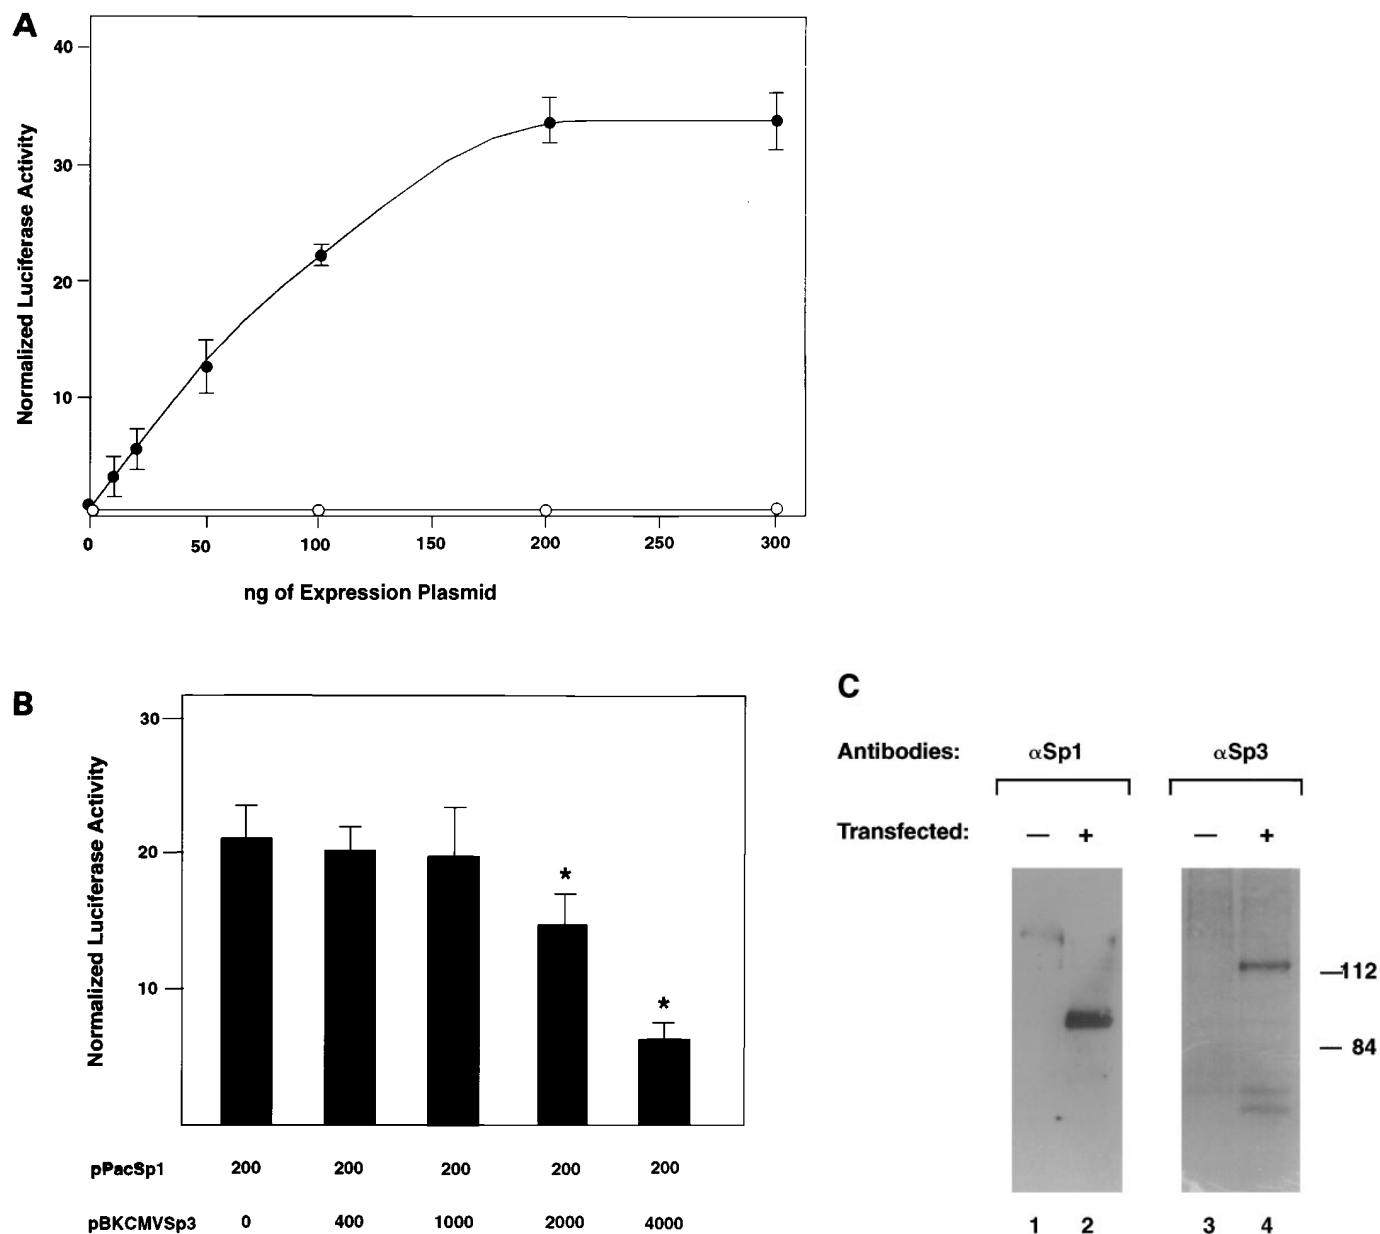 A
40
30
20
10
Normalized Luciferase Activity
0 50 100 150 200 250 300
ng of Expression Plasmid
B
30
20
10
Normalized Luciferase Activity
*
*
pPacSp1 200 200 200 200 200
pBKCMVSp3 0 400 1000 2000 4000
C
Antibodies: αSp1 αSp3
Transfected: — + — +
—112
— 84
1 2 3 4